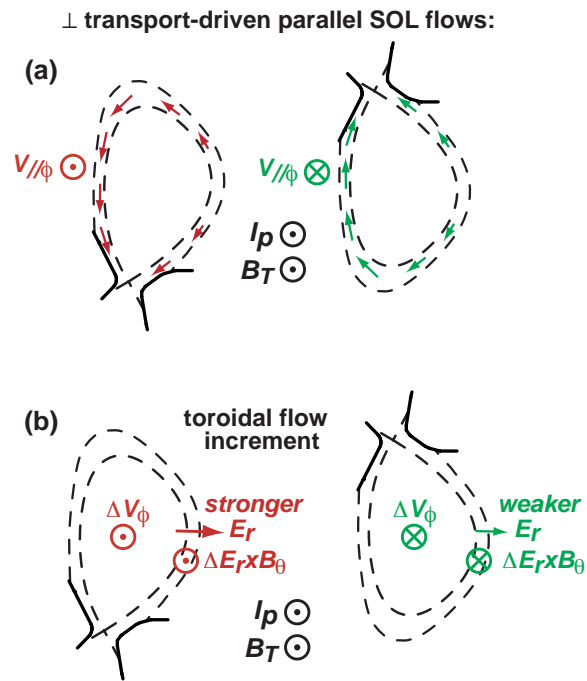 ⊥ transport-driven parallel SOL flows:
(a)
V//ϕ ⊙
V//ϕ ⊗
Ip ⊙
BT ⊙
(b)
toroidal flow
increment
ΔVϕ
⊙
stronger
Er
ΔErxBθ
ΔVϕ
⊗
weaker
Er
ΔErxBθ
Ip ⊙
BT ⊙